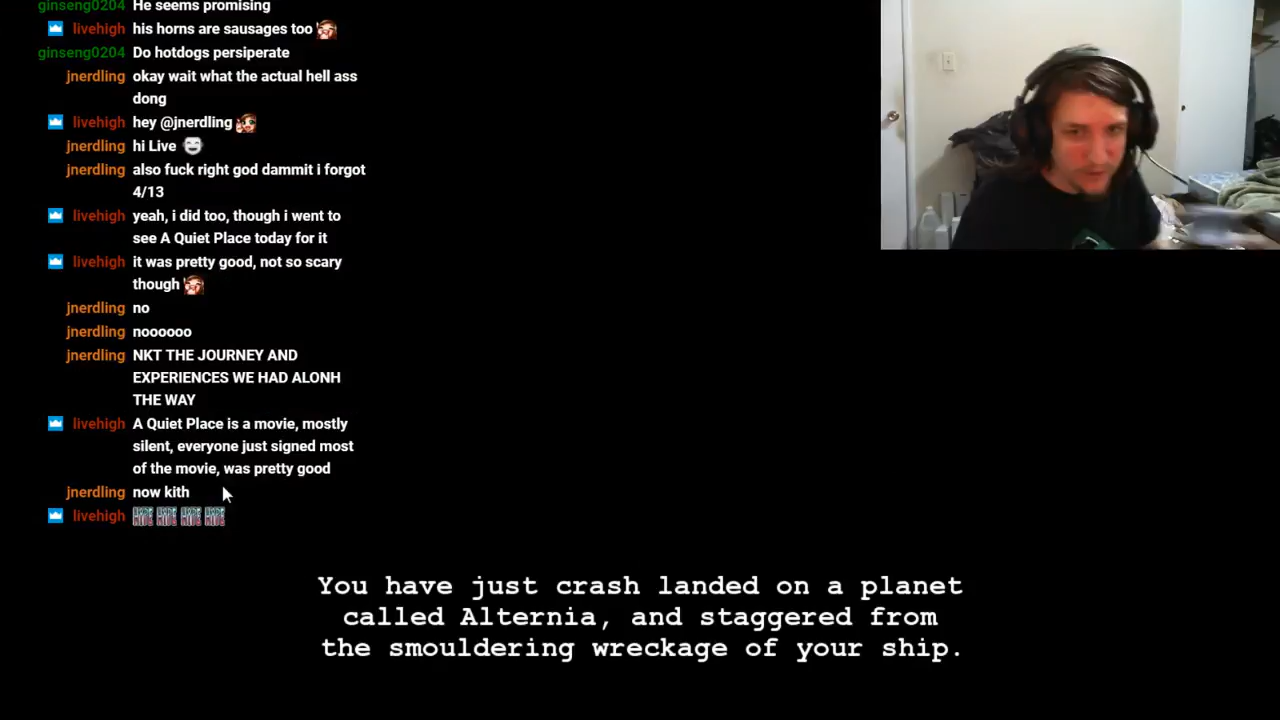 ginseng0204 He seems promising
livehigh his horns are sausages too
ginseng0204 Do hotdogs persiperate
jnerdling okay wait what the actual hell ass
dong
livehigh hey @jnerdling
jnerdling hi Live
jnerdling also fuck right god dammit i forgot
4/13
livehigh yeah, i did too, though i went to
see A Quiet Place today for it
livehigh it was pretty good, not so scary
though
jnerdling no
jnerdling noooooo
jnerdling NKT THE JOURNEY AND
EXPERIENCES WE HAD ALONH
THE WAY
livehigh A Quiet Place is a movie, mostly
silent, everyone just signed most
of the movie, was pretty good
jnerdling now kith
livehigh HYPE HYPE HYPE HYPE
You have just crash landed on a planet
called Alternia, and staggered from
the smouldering wreckage of your ship.